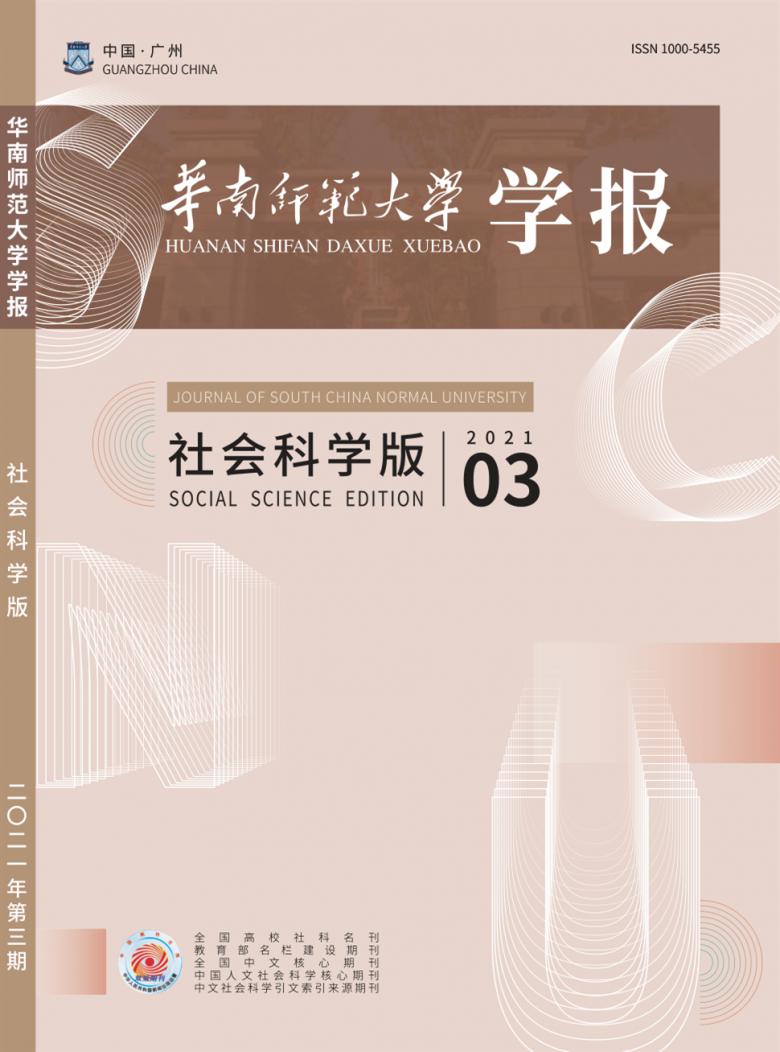 中国·广州
GUANGZHOU CHINA
ISSN 1000-5455
华南师范大学学报
社会科学版
二〇二一年第三期
華南師範大學 学报
HUANAN SHIFAN DAXUE XUEBAO
JOURNAL OF SOUTH CHINA NORMAL UNIVERSITY
社会科学版
SOCIAL SCIENCE EDITION
2021
03
全国高校社科名刊
教育部名栏建设期刊
全国中文核心期刊
中国人文社会科学核心期刊
中文社会科学引文索引来源期刊